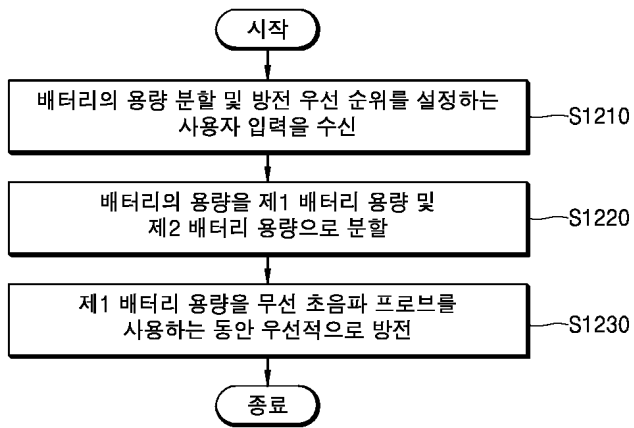 시작
배터리의 용량 분할 및 방전 우선 순위를 설정하는
사용자 입력을 수신
S1210
배터리의 용량을 제1 배터리 용량 및
제2 배터리 용량으로 분할
S1220
제1 배터리 용량을 무선 초음파 프로브를
사용하는 동안 우선적으로 방전
S1230
종료